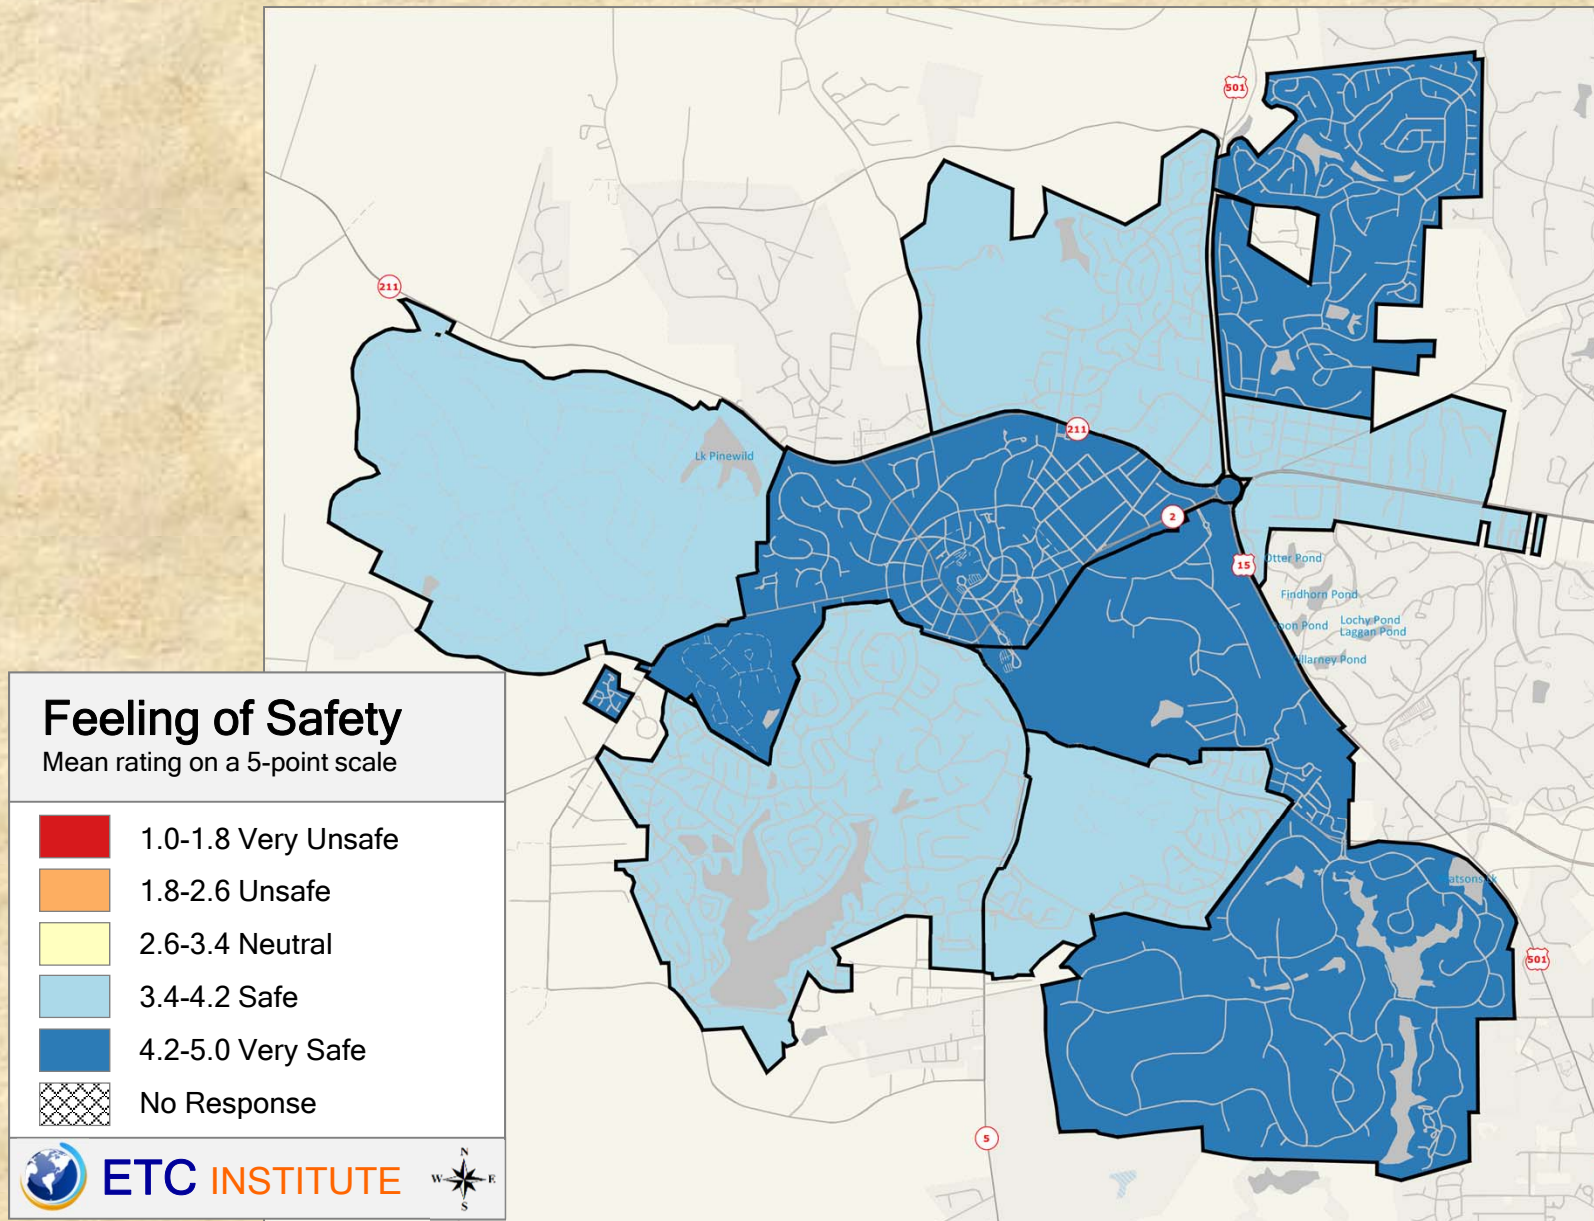 501
211
211
Lk Pinewild
2
15
Otter Pond
Findhorn Pond
Lochy Pond
Laggan Pond
Pond
Pond
501
5
Feeling of Safety
Mean rating on a 5-point scale
1.0-1.8 Very Unsafe
1.8-2.6 Unsafe
2.6-3.4 Neutral
3.4-4.2 Safe
4.2-5.0 Very Safe
No Response
ETC INSTITUTE
N
W E
S